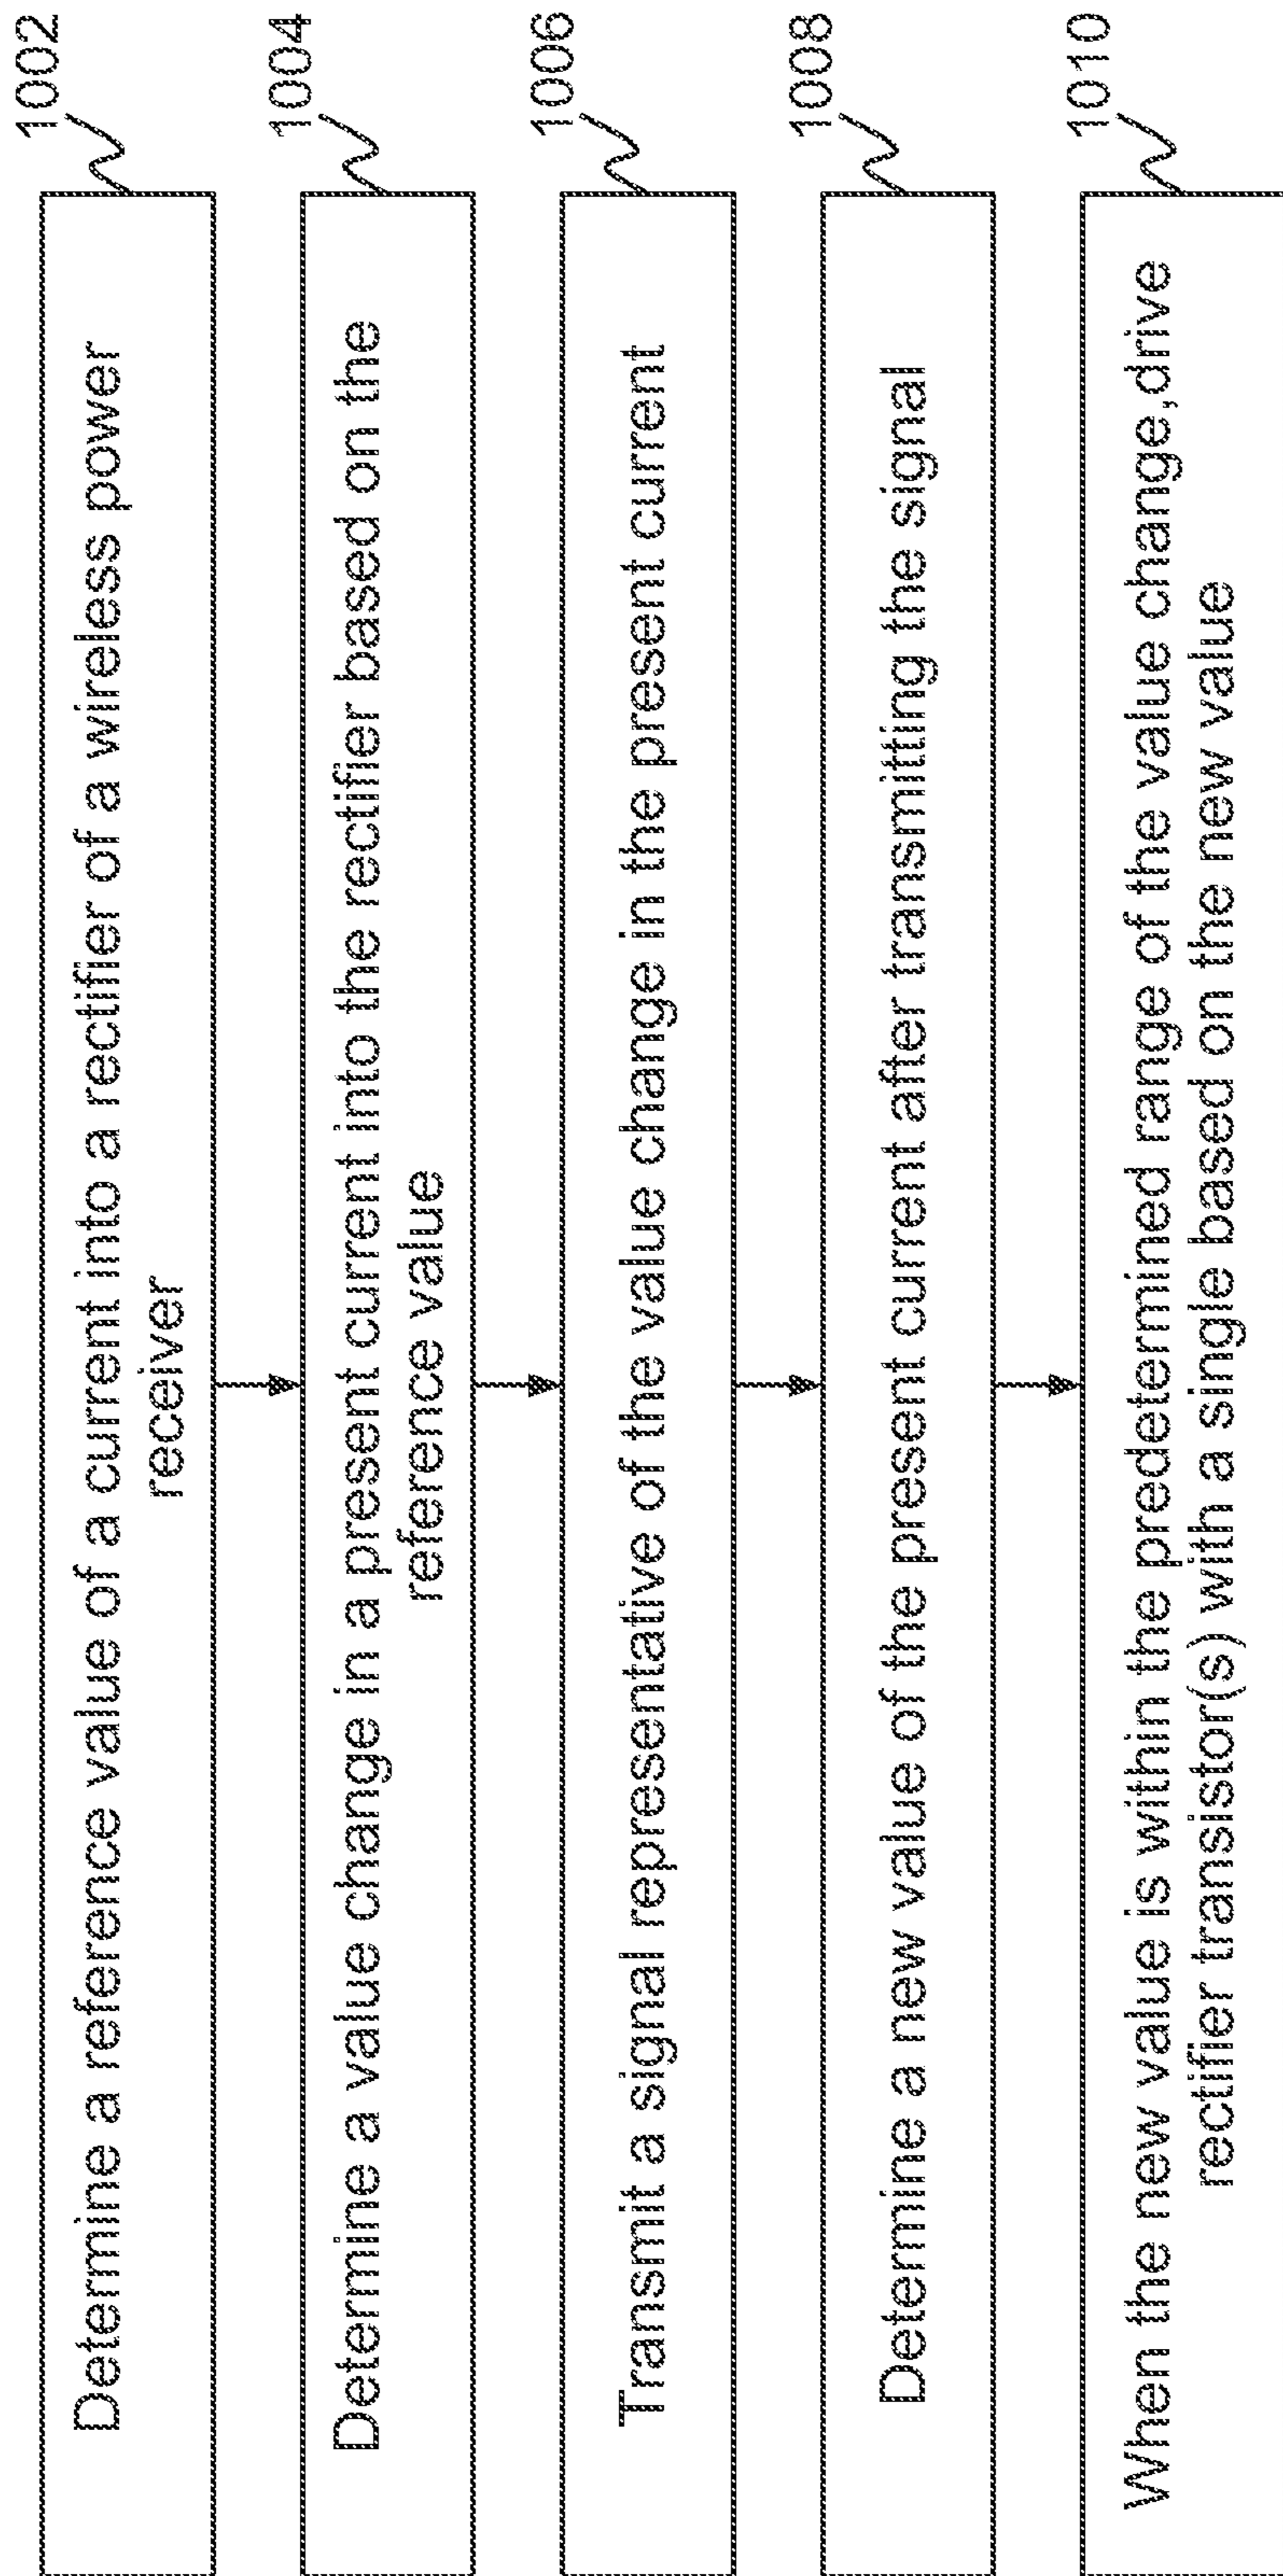 1002
Determine a reference value of a current into a rectifier of a wireless power
receiver
1004
Determine a value change in a present current into the rectifier based on the
reference value
1006
Transmit a signal representative of the value change in the present current
1008
Determine a new value of the present current after transmitting the signal
1010
When the new value is within the predetermined range of the value change,drive
rectifier transistor(s) with a single based on the new value